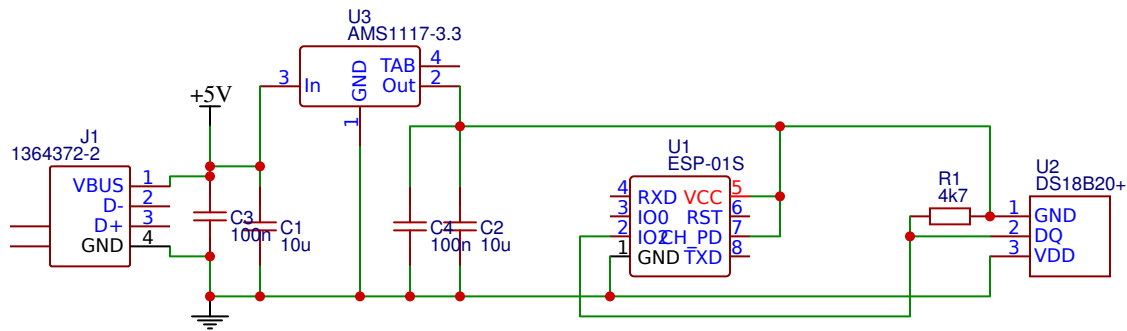 U3
AMS1117-3.3
3 In
GND
1
TAB 4
Out 2
+5V
J1
1364372-2
VBUS 1
D- 2
D+ 3
GND 4
C3
100n
C1
10u
C4
100n
C2
10u
U1
ESP-01S
4 RXD VCC 5
3 IO0 RST 6
2 IO2 CH_PD 7
1 GND TXD 8
R1
4k7
U2
DS18B20+
1 GND
2 DQ
3 VDD